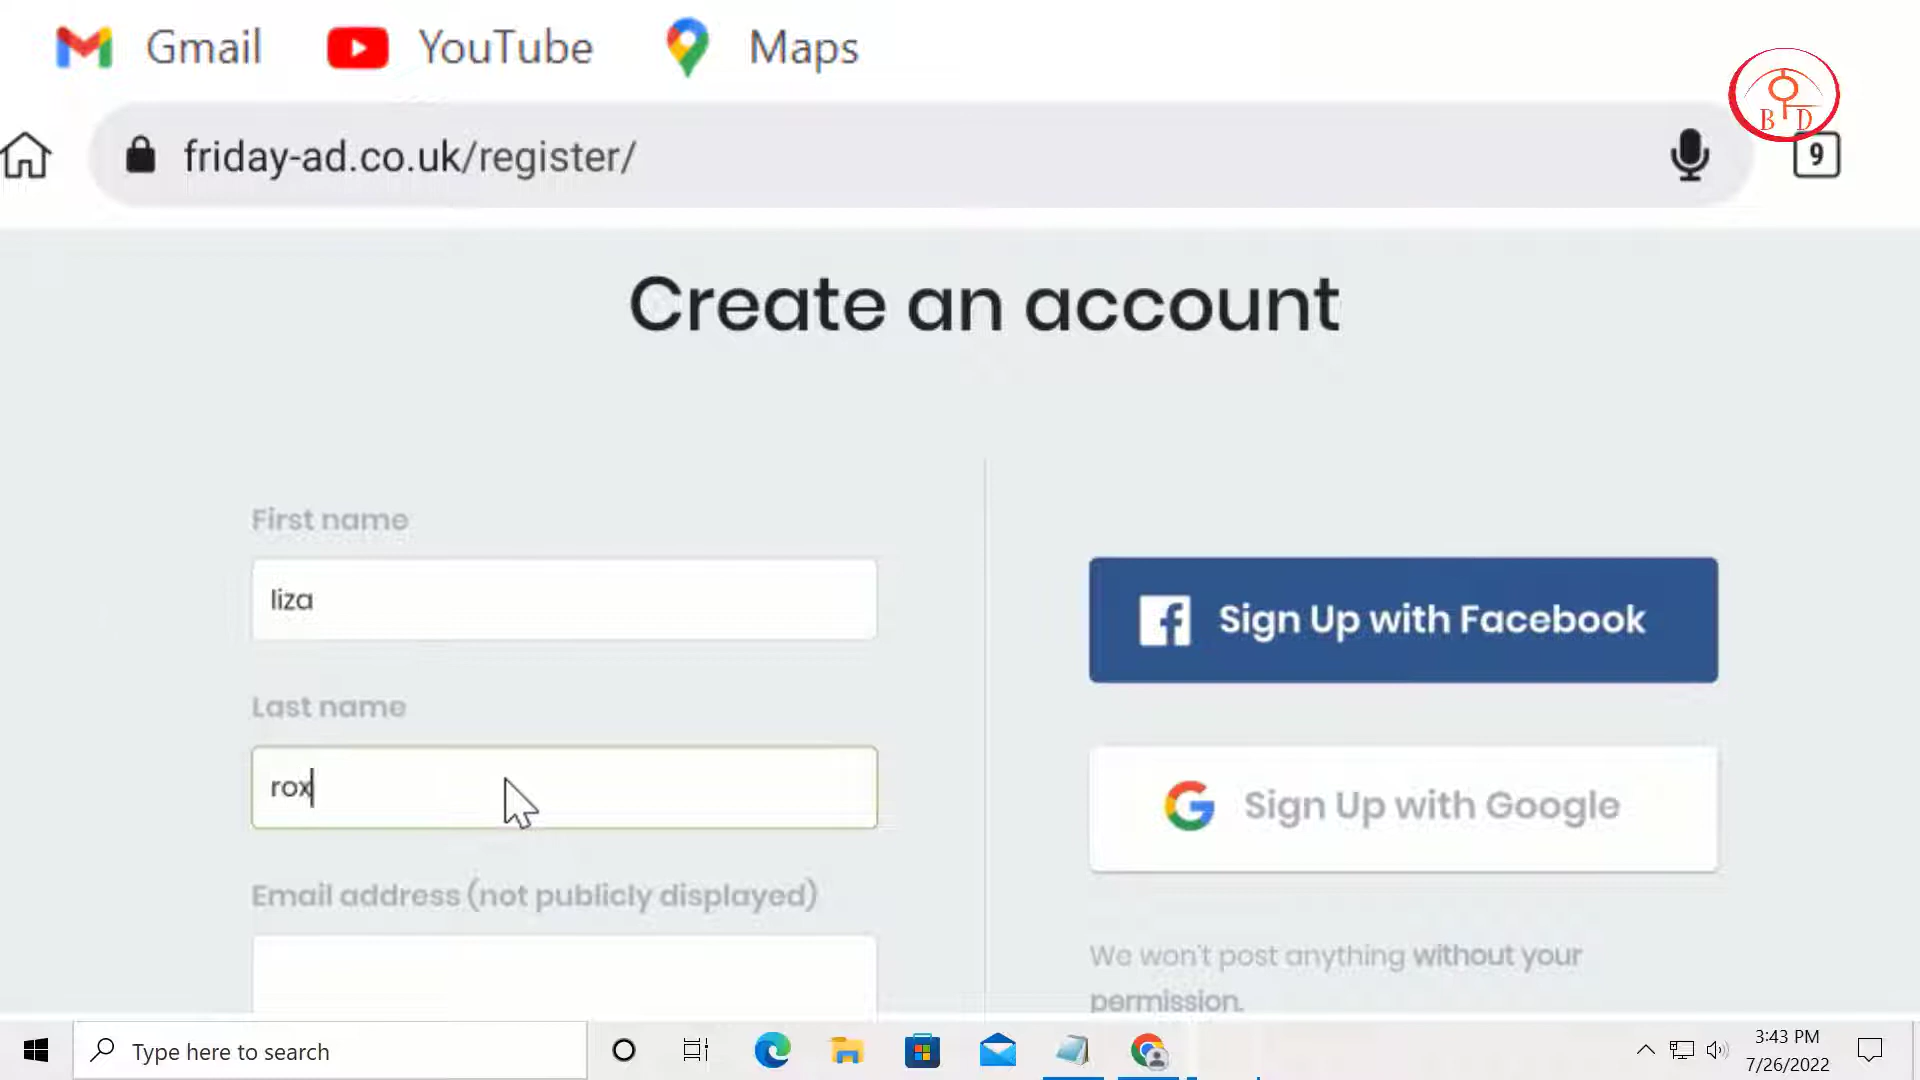 Gmail YouTube Maps
B D
friday-ad.co.uk/register/
9
Create an account
First name
liza
Sign Up with Facebook
Last name
rox
Sign Up with Google
Email address (not publicly displayed)
We won't post anything without your
permission.
Type here to search
3:43 PM
7/26/2022